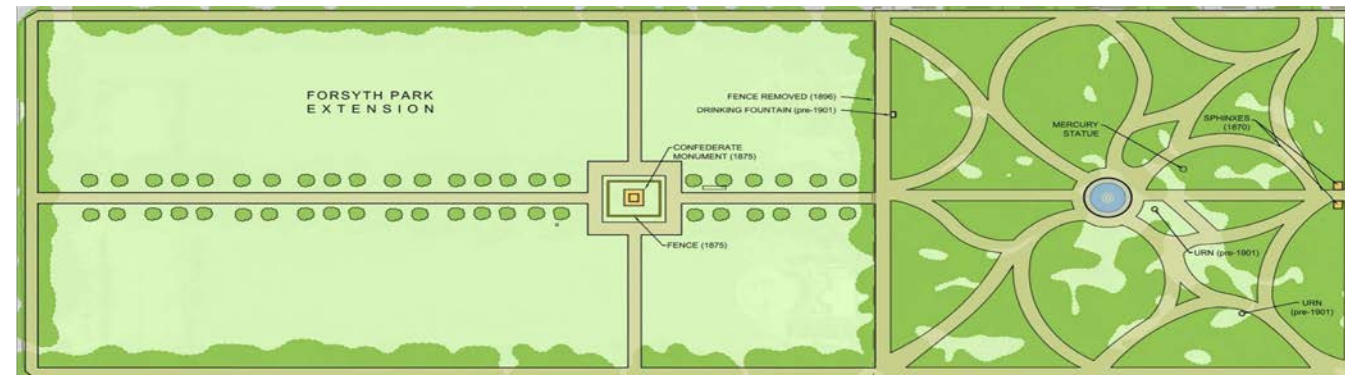 FORSYTH PARK
EXTENSION
FENCE REMOVED (1896)
DRINKING FOUNTAIN (pre-1901)
CONFEDERATE
MONUMENT (1875)
FENCE (1875)
MERCURY
STATUE
SPHINXES
(1870)
URN (pre-1901)
URN
(pre-1901)